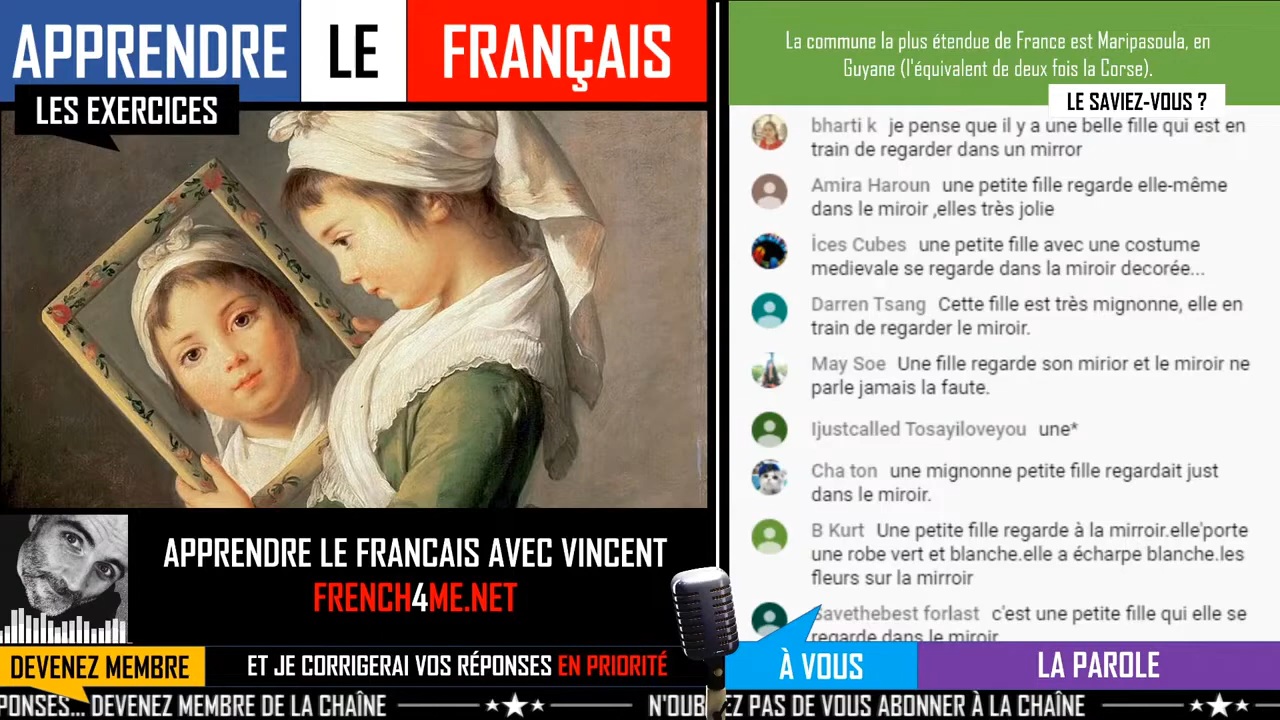 APPRENDRE LE FRANÇAIS
LES EXERCICES
APPRENDRE LE FRANCAIS AVEC VINCENT
FRENCH4ME.NET
DEVENEZ MEMBRE
ET JE CORRIGERAI VOS RÉPONSES EN PRIORITÉ
La commune la plus étendue de France est Maripasoula, en
Guyane (l'équivalent de deux fois la Corse).
LE SAVIEZ-VOUS ?
bharti k je pense que il y a une belle fille qui est en
train de regarder dans un mirror
Amira Haroun une petite fille regarde elle-même
dans le miroir ,elles très jolie
İces Cubes une petite fille avec une costume
medievale se regarde dans la miroir decorée...
Darren Tsang Cette fille est très mignonne, elle en
train de regarder le miroir.
May Soe Une fille regarde son mirior et le miroir ne
parle jamais la faute.
Ijustcalled Tosayiloveyou une*
Cha ton une mignonne petite fille regardait just
dans le miroir.
B Kurt Une petite fille regarde à la mirroir.elle'porte
une robe vert et blanche.elle a écharpe blanche.les
fleurs sur la mirroir
Savethebest forlast c'est une petite fille qui elle se
regarde dans le miroir
À VOUS
LA PAROLE
PONSES... DEVENEZ MEMBRE DE LA CHAÎNE N'OUB EZ PAS DE VOUS ABONNER À LA CHAÎNE